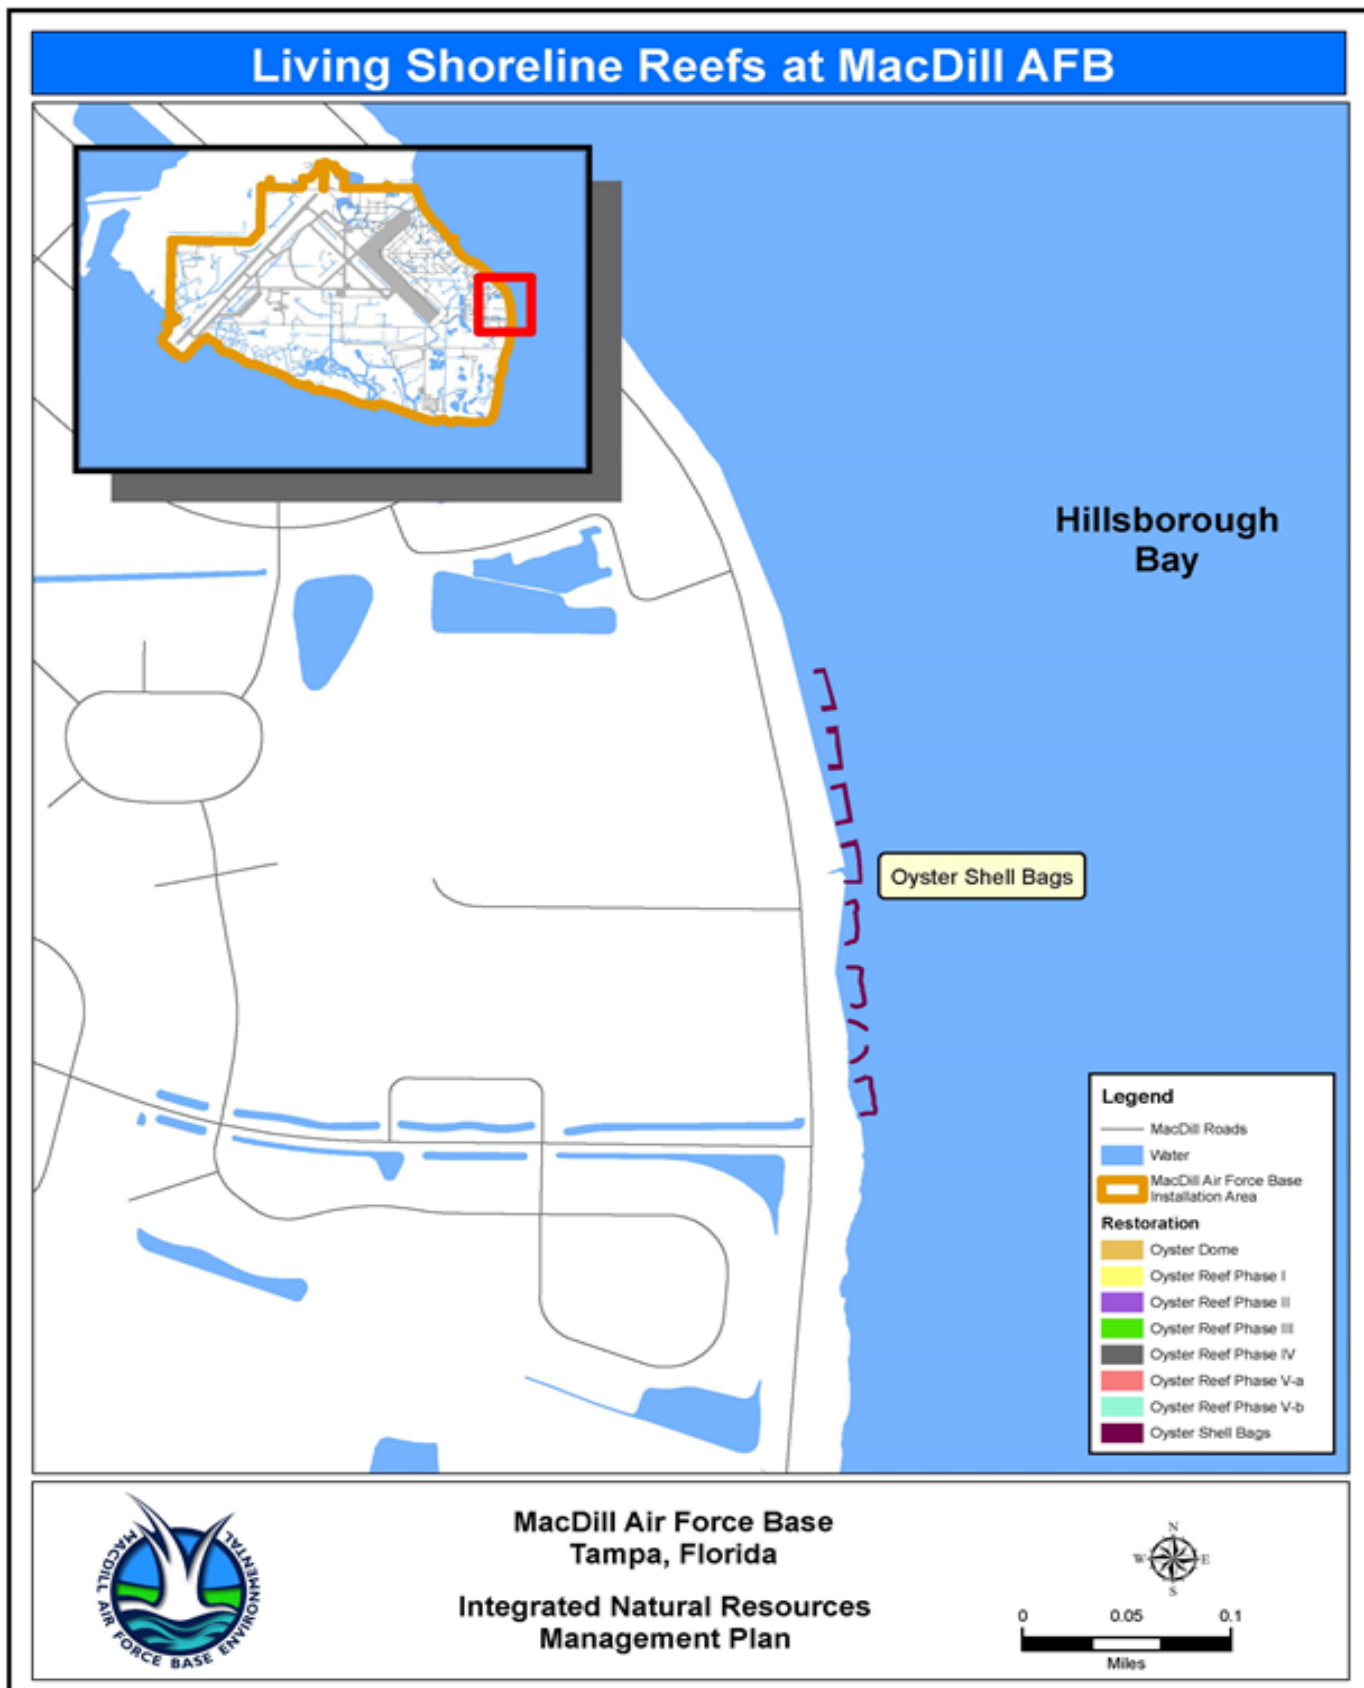 Living Shoreline Reefs at MacDill AFB
Hillsborough
Bay
Oyster Shell Bags
Legend
MacDill Roads
Water
MacDill Air Force Base
Installation Area
Restoration
Oyster Dome
Oyster Reef Phase I
Oyster Reef Phase II
Oyster Reef Phase III
Oyster Reef Phase IV
Oyster Reef Phase V-a
Oyster Reef Phase V-b
Oyster Shell Bags
MACDILL AIR FORCE BASE ENVIRONMENTAL
MacDill Air Force Base
Tampa, Florida
Integrated Natural Resources
Management Plan
N
W E
S
0 0.05 0.1
Miles